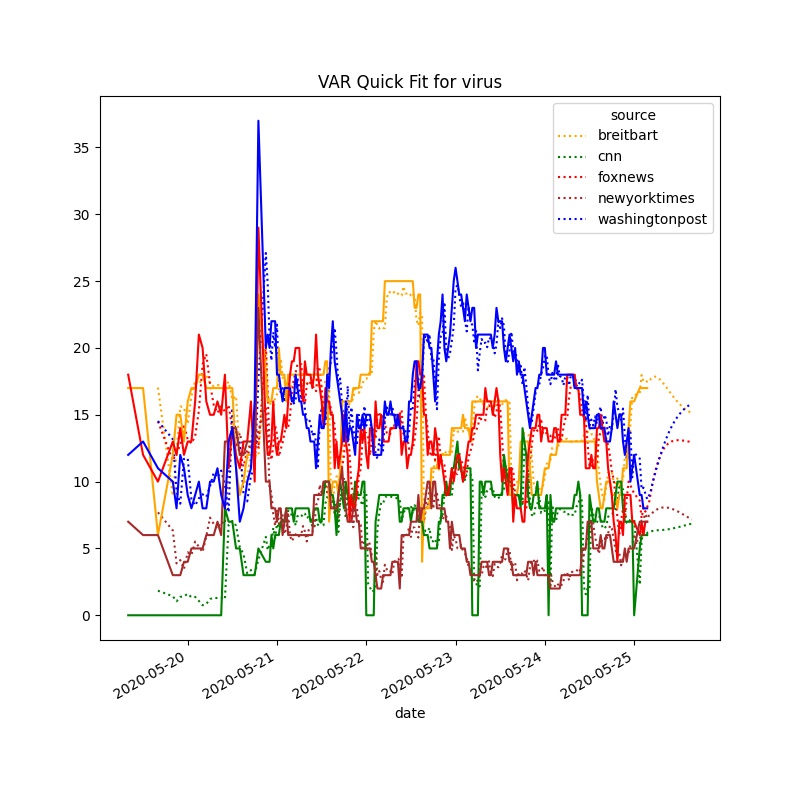 VAR Quick Fit for virus
source
breitbart
cnn
foxnews
newyorktimes
washingtonpost
35
30
25
20
15
10
5
0
2020-05-20
2020-05-21
2020-05-22
2020-05-23
2020-05-24
2020-05-25
date